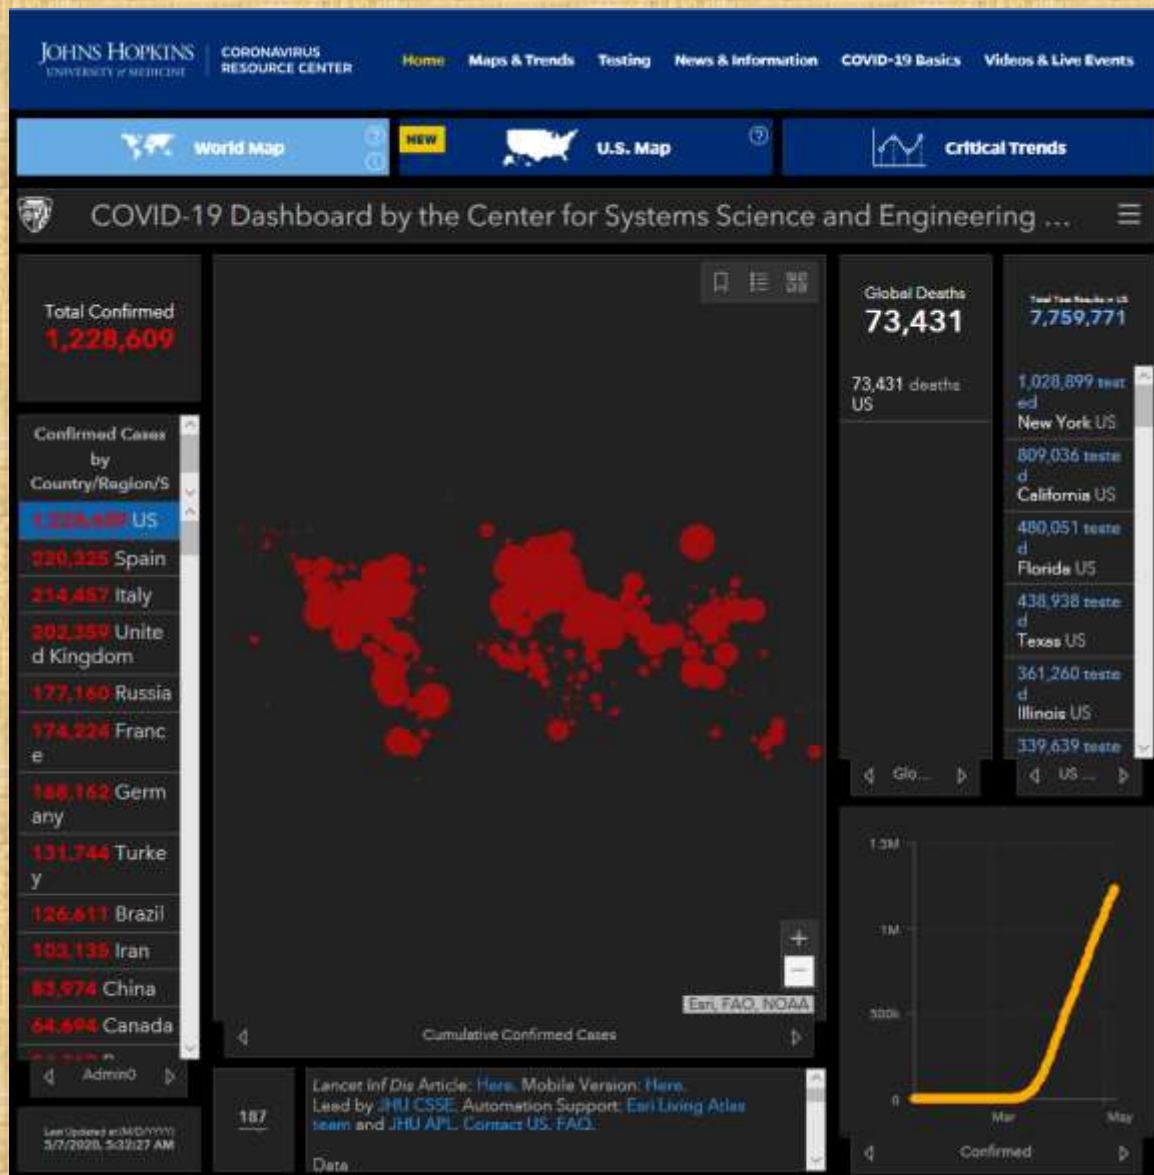 JOHNS HOPKINS
UNIVERSITY of MEDICINE
CORONAVIRUS
RESOURCE CENTER
Home
Maps & Trends
Testing
News & Information
COVID-19 Basics
Videos & Live Events
World Map
NEW
U.S. Map
Critical Trends
COVID-19 Dashboard by the Center for Systems Science and Engineering ...
Total Confirmed
1,228,609
Confirmed Cases
by
Country/Region/S
1,228,609 US
220,325 Spain
214,457 Italy
202,359 Unite
d Kingdom
177,160 Russia
174,224 Franc
e
168,162 Germ
any
131,744 Turke
y
126,611 Brazil
103,135 Iran
83,974 China
64,694 Canada
Admin0
Last Updated at (M/D/YYYY)
5/7/2020, 5:32:27 AM
Esri, FAO, NOAA
Cumulative Confirmed Cases
187
Lancet Inf Dis Article: Here. Mobile Version: Here.
Lead by JHU CSSE. Automation Support: Esri Living Atlas
team and JHU APL. Contact US. FAQ.
Data
Global Deaths
73,431
73,431 deaths
US
Glo...
Total Test Results in US
7,759,771
1,028,899 test
ed
New York US
809,036 teste
d
California US
480,051 teste
d
Florida US
438,938 teste
d
Texas US
361,260 teste
d
Illinois US
339,639 teste
US ...
1.5M
1M
500k
0
Mar
May
Confirmed